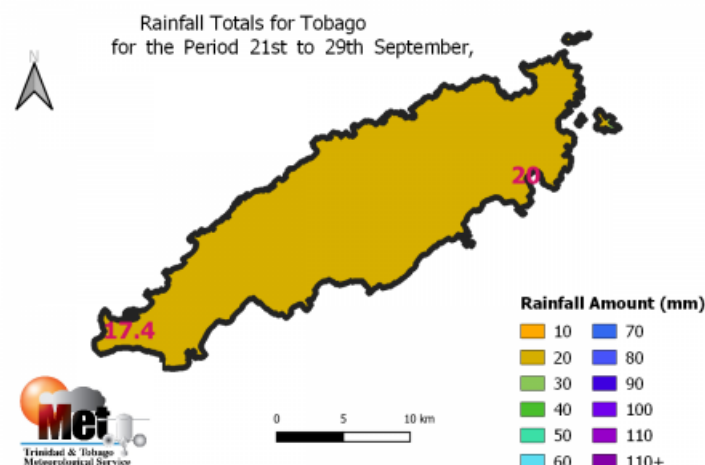 Rainfall Totals for Tobago
for the Period 21st to 29th September,
N
20
17.4
Rainfall Amount (mm)
10 70
20 80
30 90
40 100
50 110
60 110+
0 5 10 km
Met
Trinidad & Tobago
Meteorological Service